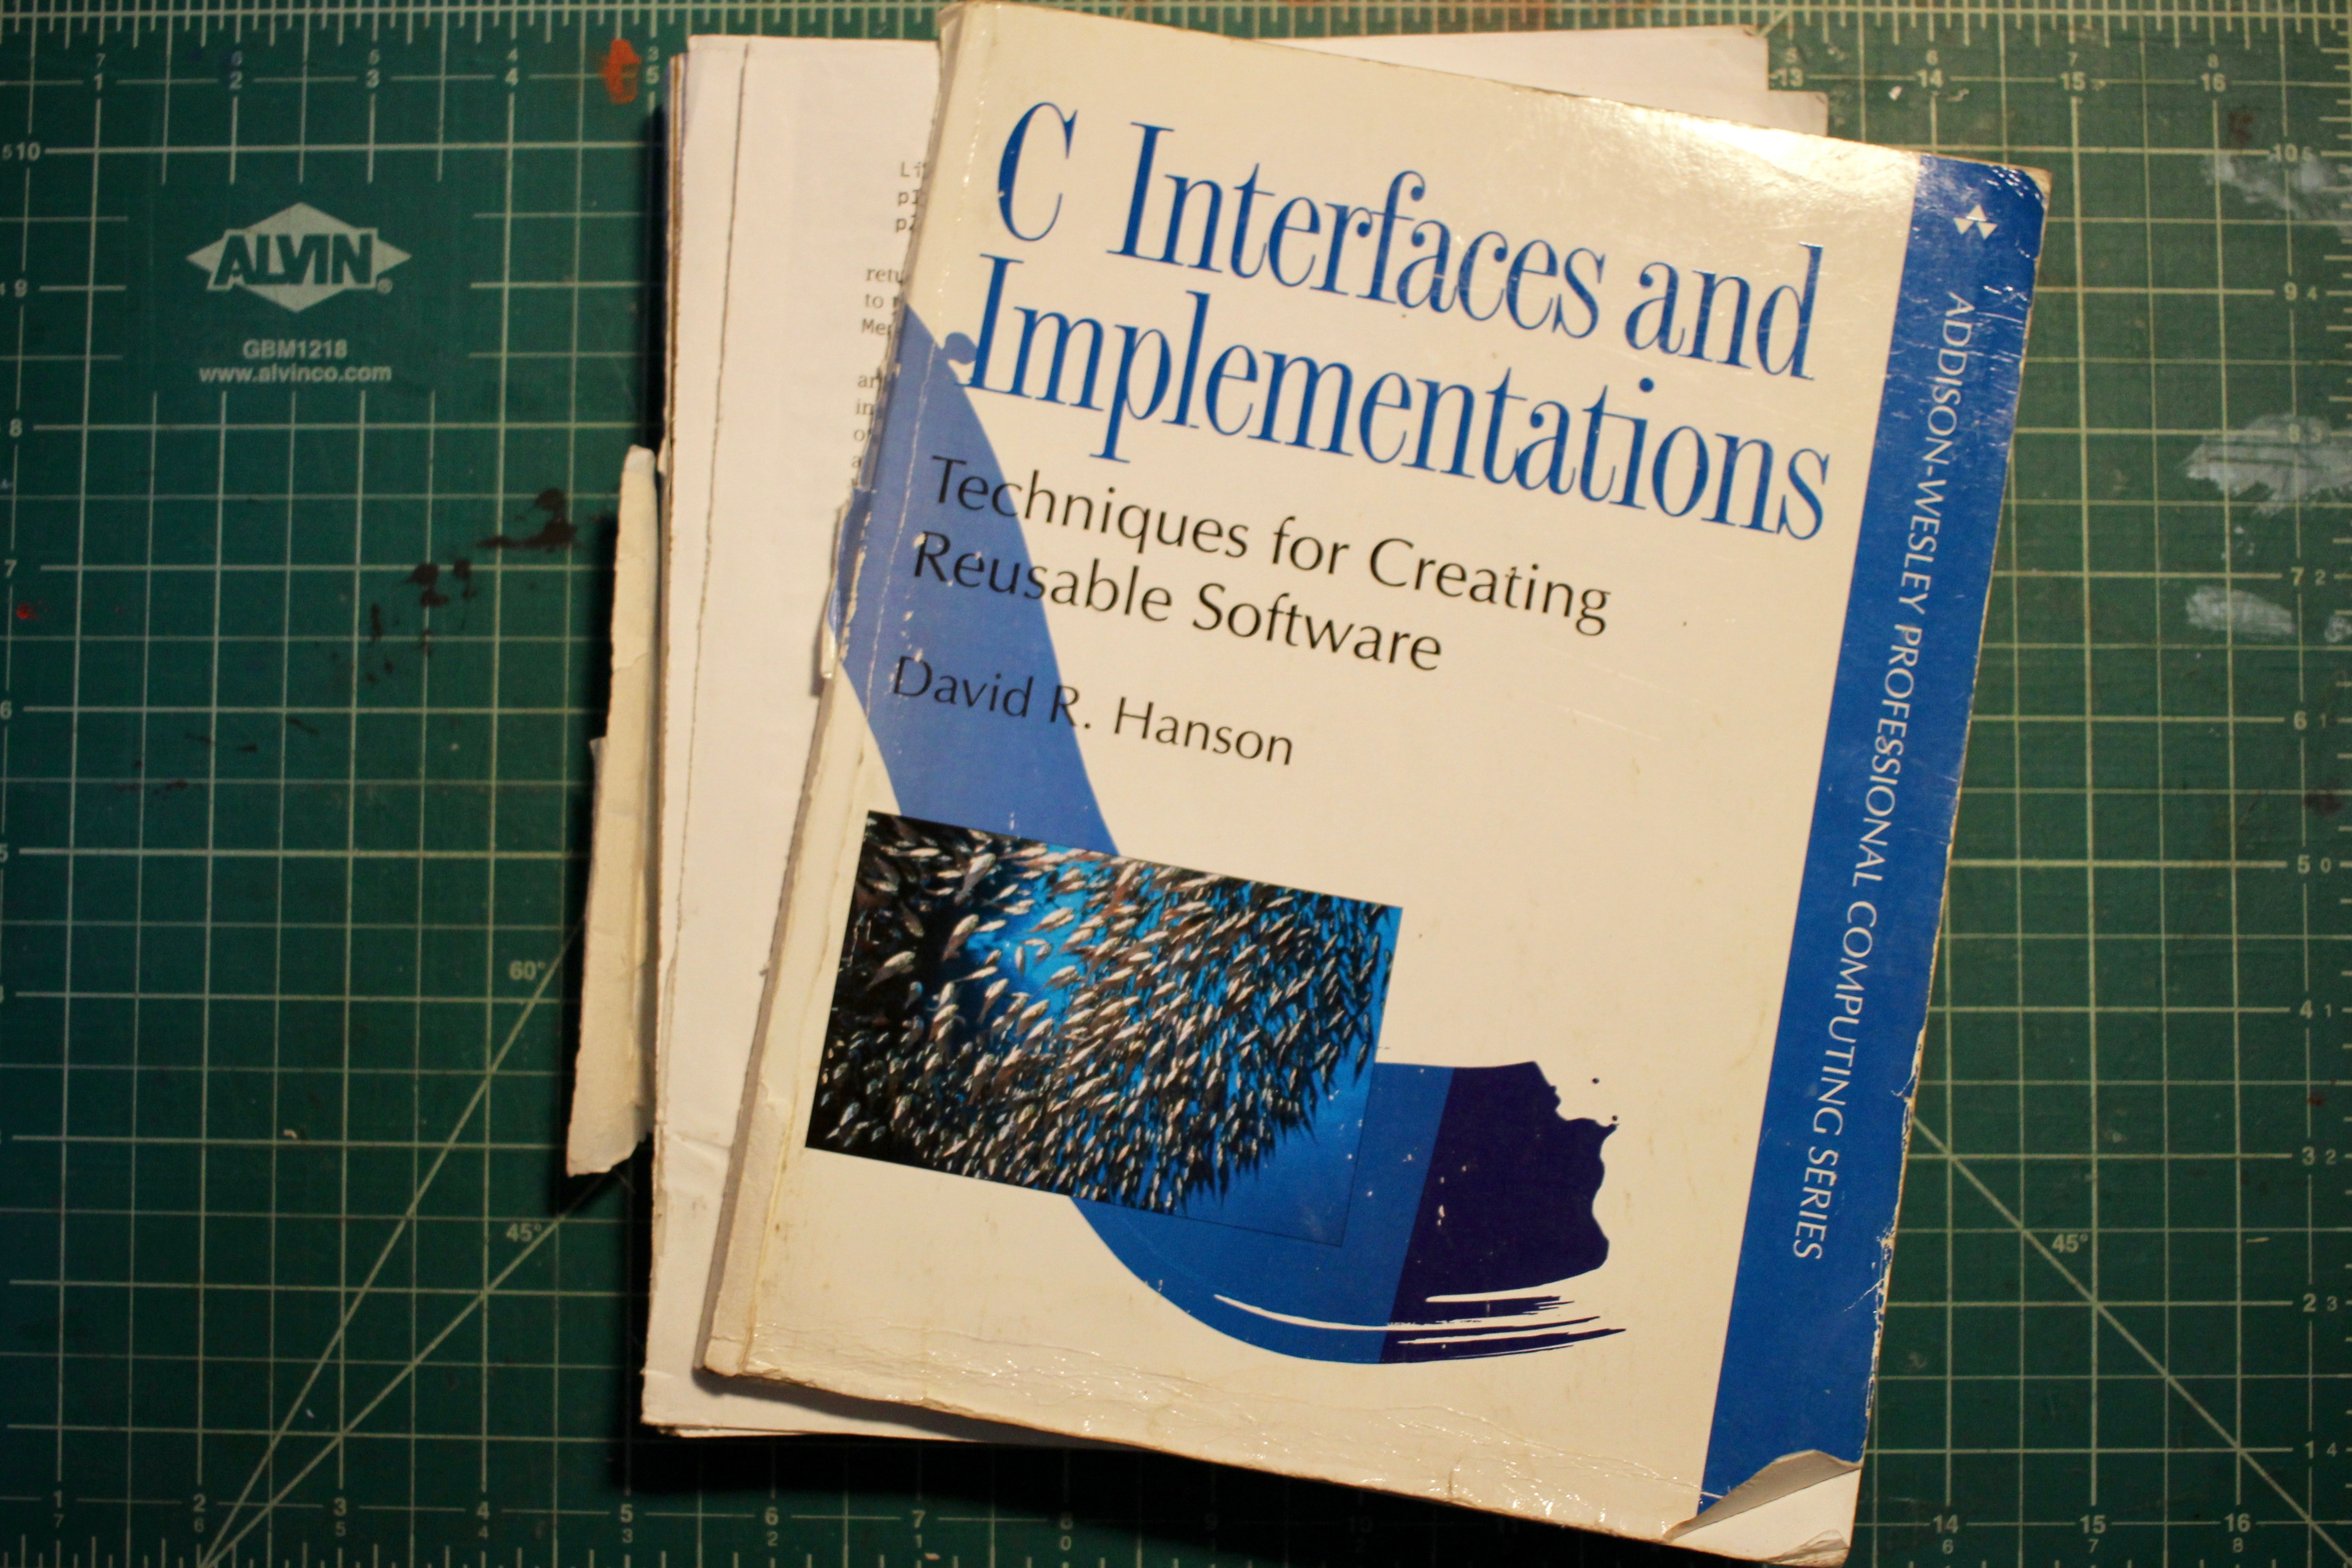 C Interfaces and
Implementations
Techniques for Creating
Reusable Software
David R. Hanson
ADDISON-WESLEY PROFESSIONAL COMPUTING SERIES
ALVIN®
GBM1218
www.alvinco.com
60°
45°
45°